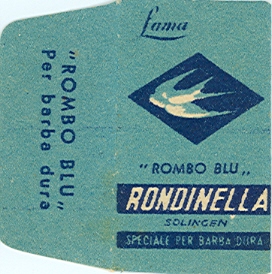 "ROMBO BLU"
Per barba dura
Lama
"ROMBO BLU„
RONDINELLA
SOLINGEN
SPECIALE PER BARBA DURA